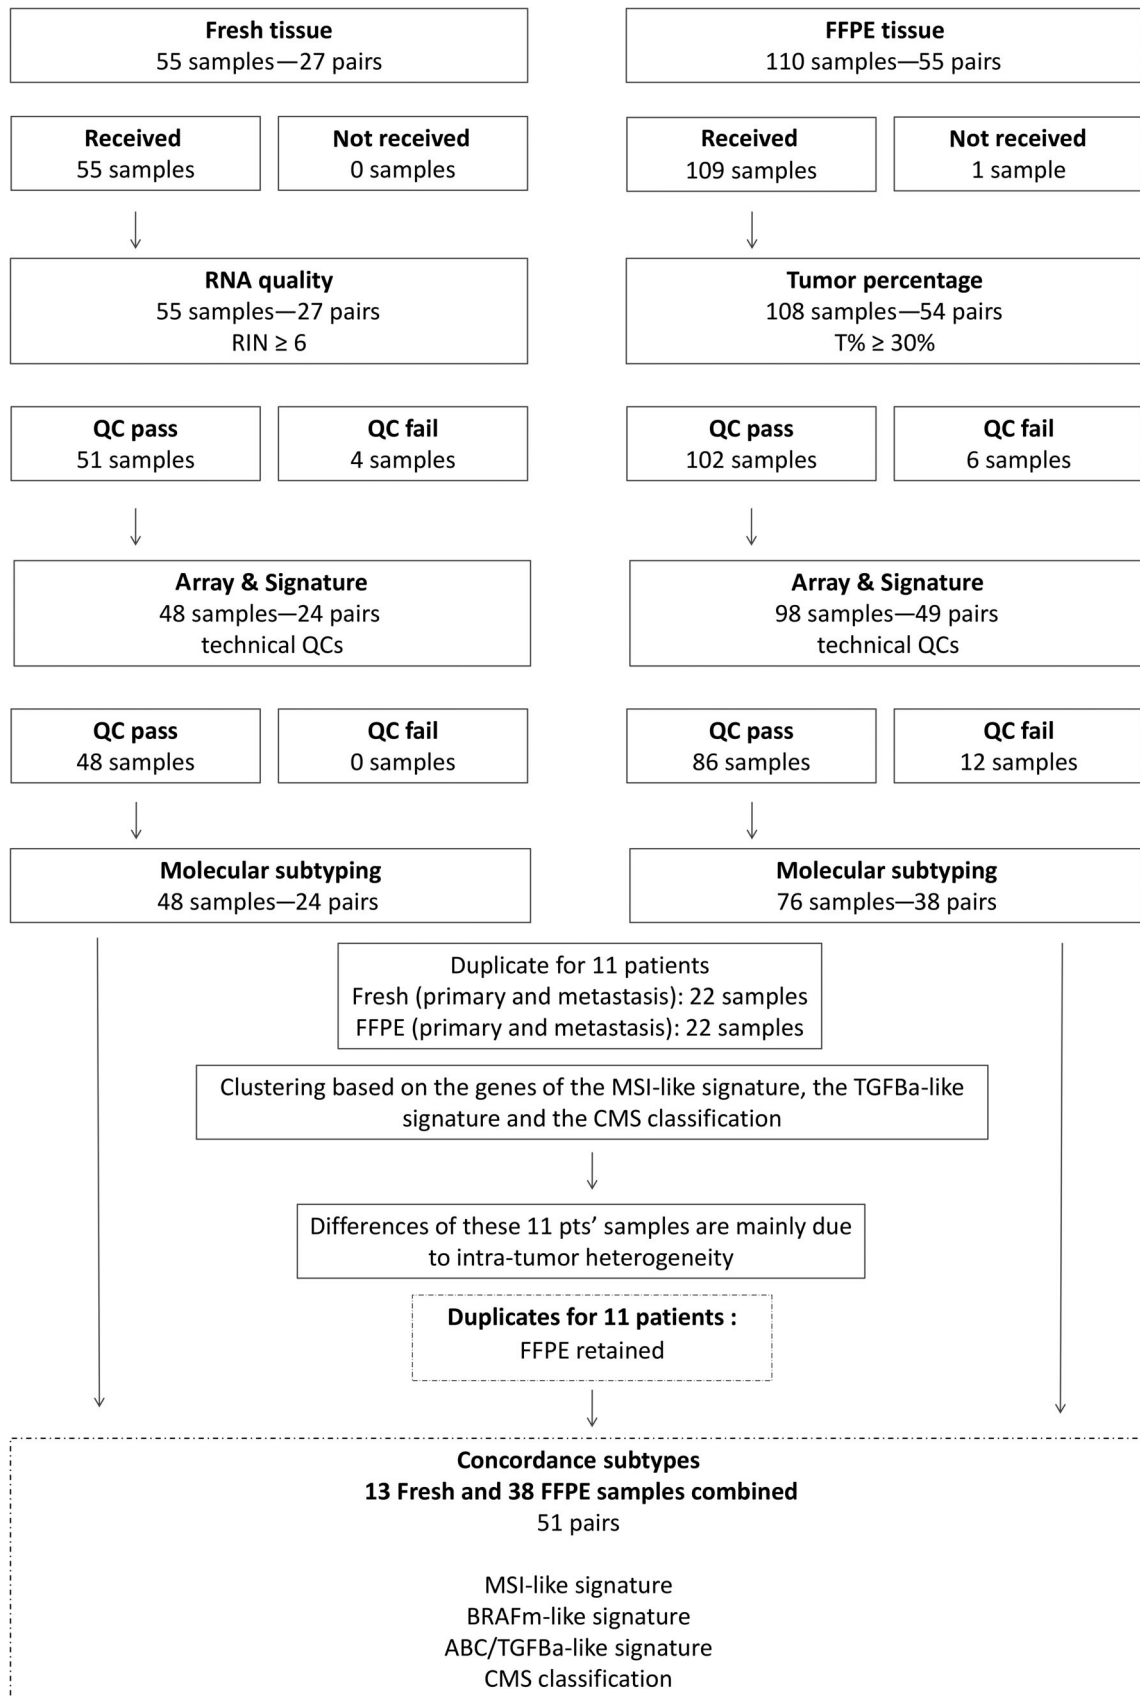 Fresh tissue
55 samples—27 pairs
FFPE tissue
110 samples—55 pairs
Received
55 samples
Not received
0 samples
Received
109 samples
Not received
1 sample
RNA quality
55 samples—27 pairs
RIN ≥ 6
Tumor percentage
108 samples—54 pairs
T% ≥ 30%
QC pass
51 samples
QC fail
4 samples
QC pass
102 samples
QC fail
6 samples
Array & Signature
48 samples—24 pairs
technical QCs
Array & Signature
98 samples—49 pairs
technical QCs
QC pass
48 samples
QC fail
0 samples
QC pass
86 samples
QC fail
12 samples
Molecular subtyping
48 samples—24 pairs
Molecular subtyping
76 samples—38 pairs
Duplicate for 11 patients
Fresh (primary and metastasis): 22 samples
FFPE (primary and metastasis): 22 samples
Clustering based on the genes of the MSI-like signature, the TGFBa-like
signature and the CMS classification
Differences of these 11 pts’ samples are mainly due
to intra-tumor heterogeneity
Duplicates for 11 patients :
FFPE retained
Concordance subtypes
13 Fresh and 38 FFPE samples combined
51 pairs
MSI-like signature
BRAFm-like signature
ABC/TGFBa-like signature
CMS classification